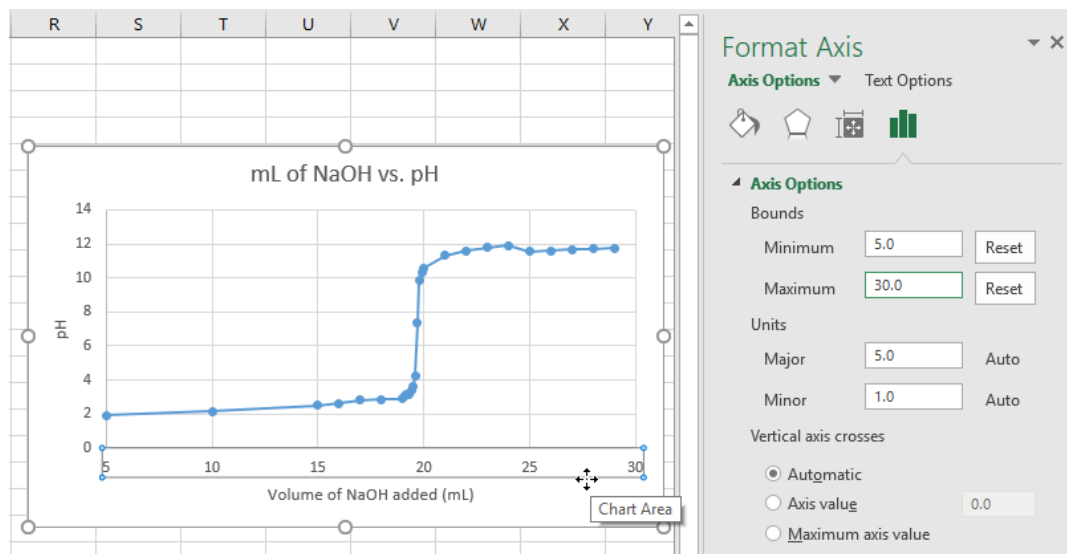 R S T U V W X Y
mL of NaOH vs. pH
14
12
10
8
6
4
2
0
pH
5 10 15 20 25 30
Volume of NaOH added (mL)
Chart Area
Format Axis
Axis Options Text Options
Axis Options
Bounds
Minimum 5.0 Reset
Maximum 30.0 Reset
Units
Major 5.0 Auto
Minor 1.0 Auto
Vertical axis crosses
Automatic
Axis value 0.0
Maximum axis value